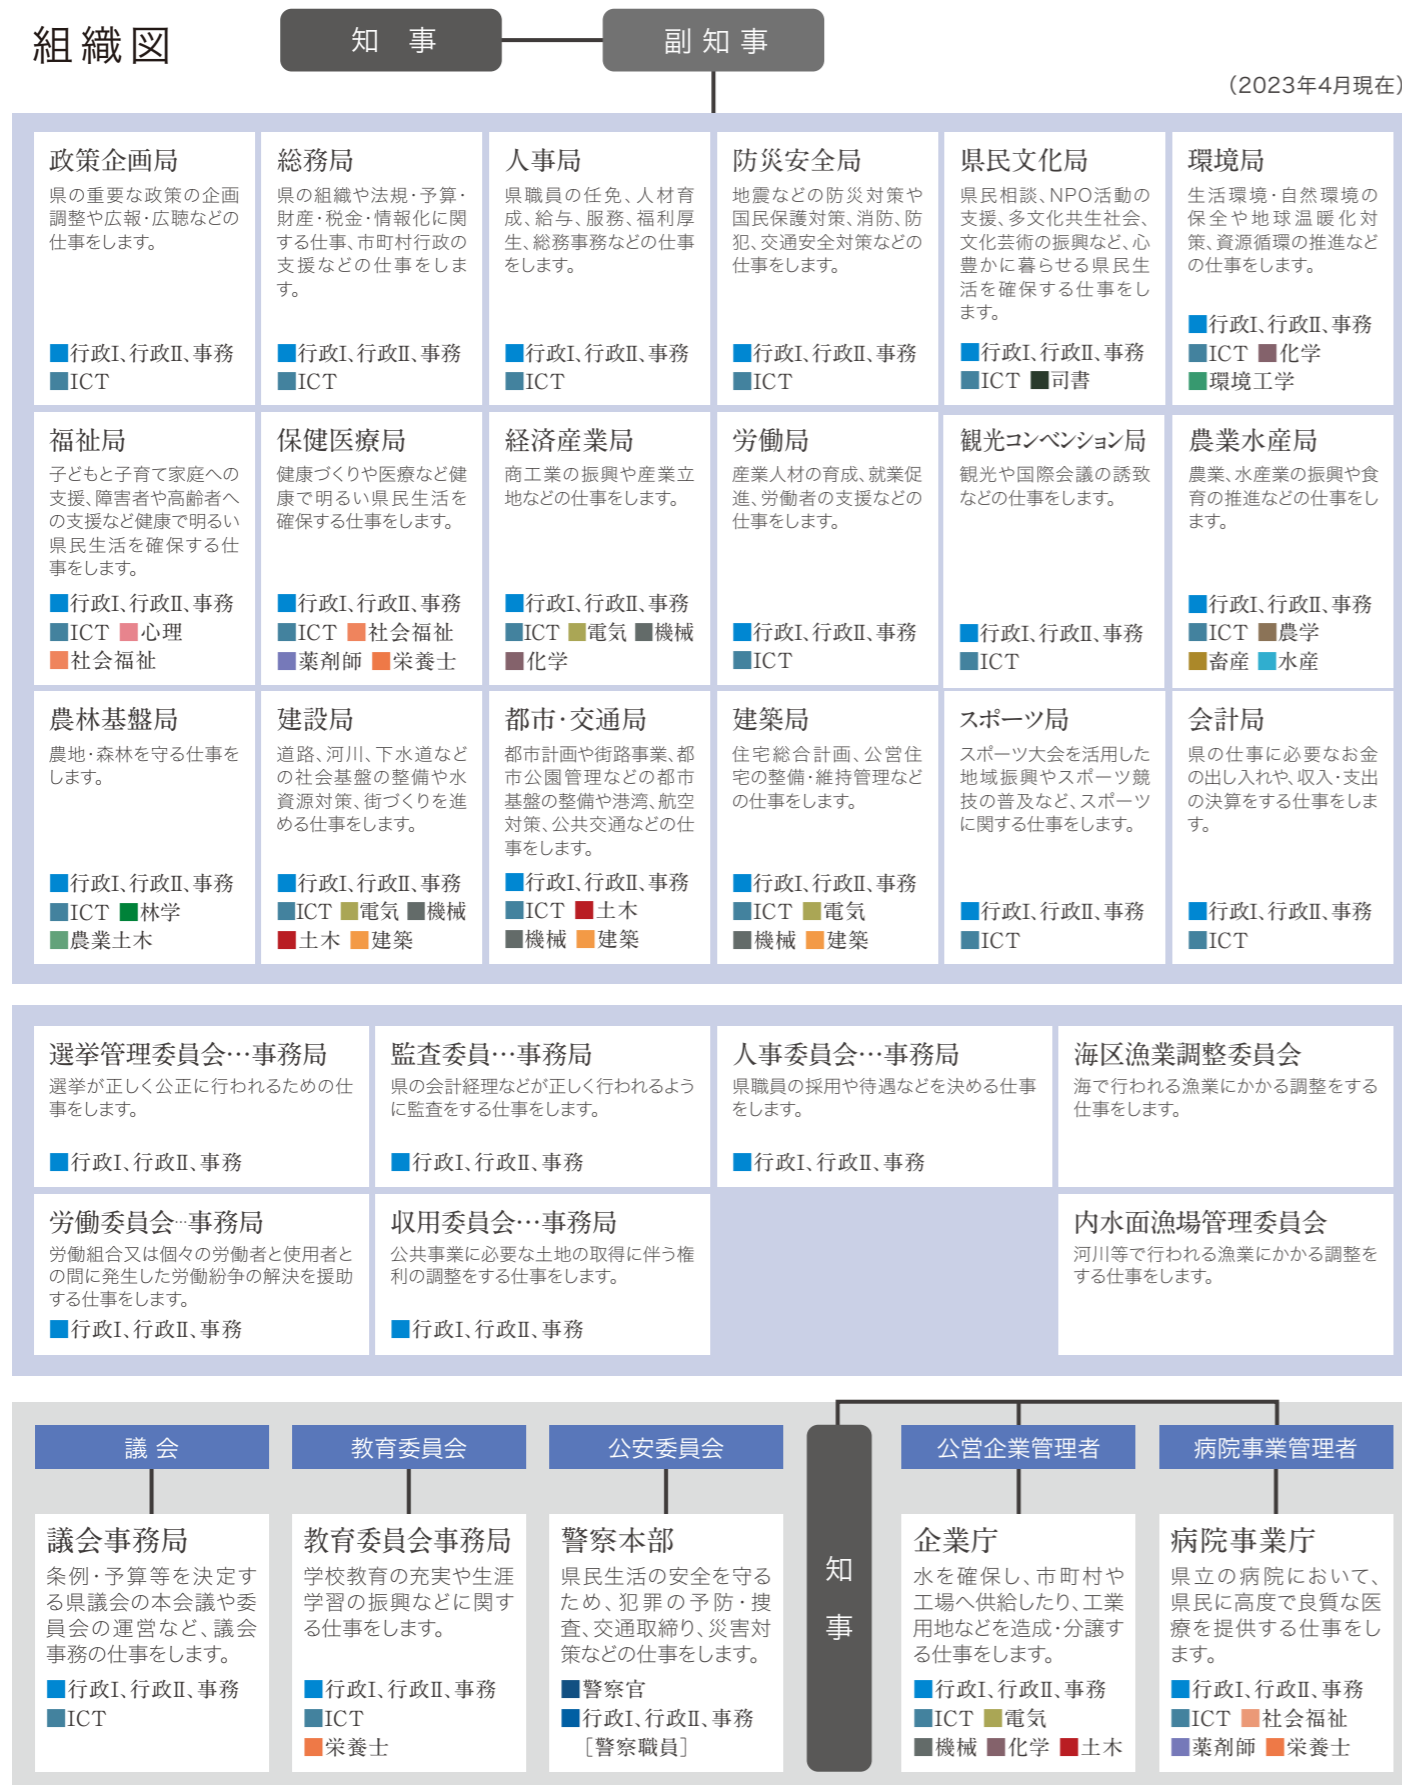 組織図
知 事
副知事
（2023年4月現在）
政策企画局
県の重要な政策の企画
調整や広報・広聴などの
仕事をします。
■行政Ⅰ、行政Ⅱ、事務
■ICT
総務局
県の組織や法規・予算・
財産・税金・情報化に関
する仕事、市町村行政の
支援などの仕事をしま
す。
■行政Ⅰ、行政Ⅱ、事務
■ICT
人事局
県職員の任免、人材育
成、給与、服務、福利厚
生、総務事務などの仕事
をします。
■行政Ⅰ、行政Ⅱ、事務
■ICT
防災安全局
地震などの防災対策や
国民保護対策、消防、防
犯、交通安全対策などの
仕事をします。
■行政Ⅰ、行政Ⅱ、事務
■ICT
県民文化局
県民相談、NPO活動の
支援、多文化共生社会、
文化芸術の振興など、心
豊かに暮らせる県民生
活を確保する仕事をし
ます。
■行政Ⅰ、行政Ⅱ、事務
■ICT ■司書
環境局
生活環境・自然環境の
保全や地球温暖化対
策、資源循環の推進など
の仕事をします。
■行政Ⅰ、行政Ⅱ、事務
■ICT ■化学
■環境工学
福祉局
子どもと子育て家庭への
支援、障害者や高齢者へ
の支援など健康で明るい
県民生活を確保する仕
事をします。
■行政Ⅰ、行政Ⅱ、事務
■ICT ■心理
■社会福祉
保健医療局
健康づくりや医療など健
康で明るい県民生活を
確保する仕事をします。
■行政Ⅰ、行政Ⅱ、事務
■ICT ■社会福祉
■薬剤師 ■栄養士
経済産業局
商工業の振興や産業立
地などの仕事をします。
■行政Ⅰ、行政Ⅱ、事務
■ICT ■電気 ■機械
■化学
労働局
産業人材の育成、就業促
進、労働者の支援などの
仕事をします。
■行政Ⅰ、行政Ⅱ、事務
■ICT
観光コンベンション局
観光や国際会議の誘致
などの仕事をします。
■行政Ⅰ、行政Ⅱ、事務
■ICT
農業水産局
農業、水産業の振興や食
育の推進などの仕事をし
ます。
■行政Ⅰ、行政Ⅱ、事務
■ICT ■農学
■畜産 ■水産
農林基盤局
農地・森林を守る仕事を
します。
■行政Ⅰ、行政Ⅱ、事務
■ICT ■林学
■農業土木
建設局
道路、河川、下水道など
の社会基盤の整備や水
資源対策、街づくりを進
める仕事をします。
■行政Ⅰ、行政Ⅱ、事務
■ICT ■電気 ■機械
■土木 ■建築
都市・交通局
都市計画や街路事業、都
市公園管理などの都市
基盤の整備や港湾、航空
対策、公共交通などの仕
事をします。
■行政Ⅰ、行政Ⅱ、事務
■ICT ■土木
■機械 ■建築
建築局
住宅総合計画、公営住
宅の整備・維持管理など
の仕事をします。
■行政Ⅰ、行政Ⅱ、事務
■ICT ■電気
■機械 ■建築
スポーツ局
スポーツ大会を活用した
地域振興やスポーツ競
技の普及など、スポーツ
に関する仕事をします。
■行政Ⅰ、行政Ⅱ、事務
■ICT
会計局
県の仕事に必要なお金
の出し入れや、収入・支出
の決算をする仕事をしま
す。
■行政Ⅰ、行政Ⅱ、事務
■ICT
選挙管理委員会…事務局
選挙が正しく公正に行われるための仕
事をします。
■行政Ⅰ、行政Ⅱ、事務
監査委員…事務局
県の会計経理などが正しく行われるよう
に監査をする仕事をします。
■行政Ⅰ、行政Ⅱ、事務
人事委員会…事務局
県職員の採用や待遇などを決める仕事
をします。
■行政Ⅰ、行政Ⅱ、事務
海区漁業調整委員会
海で行われる漁業にかかる調整をする
仕事をします。
労働委員会…事務局
労働組合又は個々の労働者と使用者と
の間に発生した労働紛争の解決を援助
する仕事をします。
■行政Ⅰ、行政Ⅱ、事務
収用委員会…事務局
公共事業に必要な土地の取得に伴う権
利の調整をする仕事をします。
■行政Ⅰ、行政Ⅱ、事務
内水面漁場管理委員会
河川等で行われる漁業にかかる調整を
する仕事をします。
議 会
議会事務局
条例・予算等を決定す
る県議会の本会議や委
員会の運営など、議会
事務の仕事をします。
■行政Ⅰ、行政Ⅱ、事務
■ICT
教育委員会
教育委員会事務局
学校教育の充実や生涯
学習の振興などに関す
る仕事をします。
■行政Ⅰ、行政Ⅱ、事務
■ICT
■栄養士
公安委員会
警察本部
県民生活の安全を守る
ため、犯罪の予防・捜
査、交通取締り、災害対
策などの仕事をします。
■警察官
■行政Ⅰ、行政Ⅱ、事務
［警察職員］
知
事
公営企業管理者
企業庁
水を確保し、市町村や
工場へ供給したり、工業
用地などを造成・分譲す
る仕事をします。
■行政Ⅰ、行政Ⅱ、事務
■ICT ■電気
■機械 ■化学 ■土木
病院事業管理者
病院事業庁
県立の病院において、
県民に高度で良質な医
療を提供する仕事をし
ます。
■行政Ⅰ、行政Ⅱ、事務
■ICT ■社会福祉
■薬剤師 ■栄養士